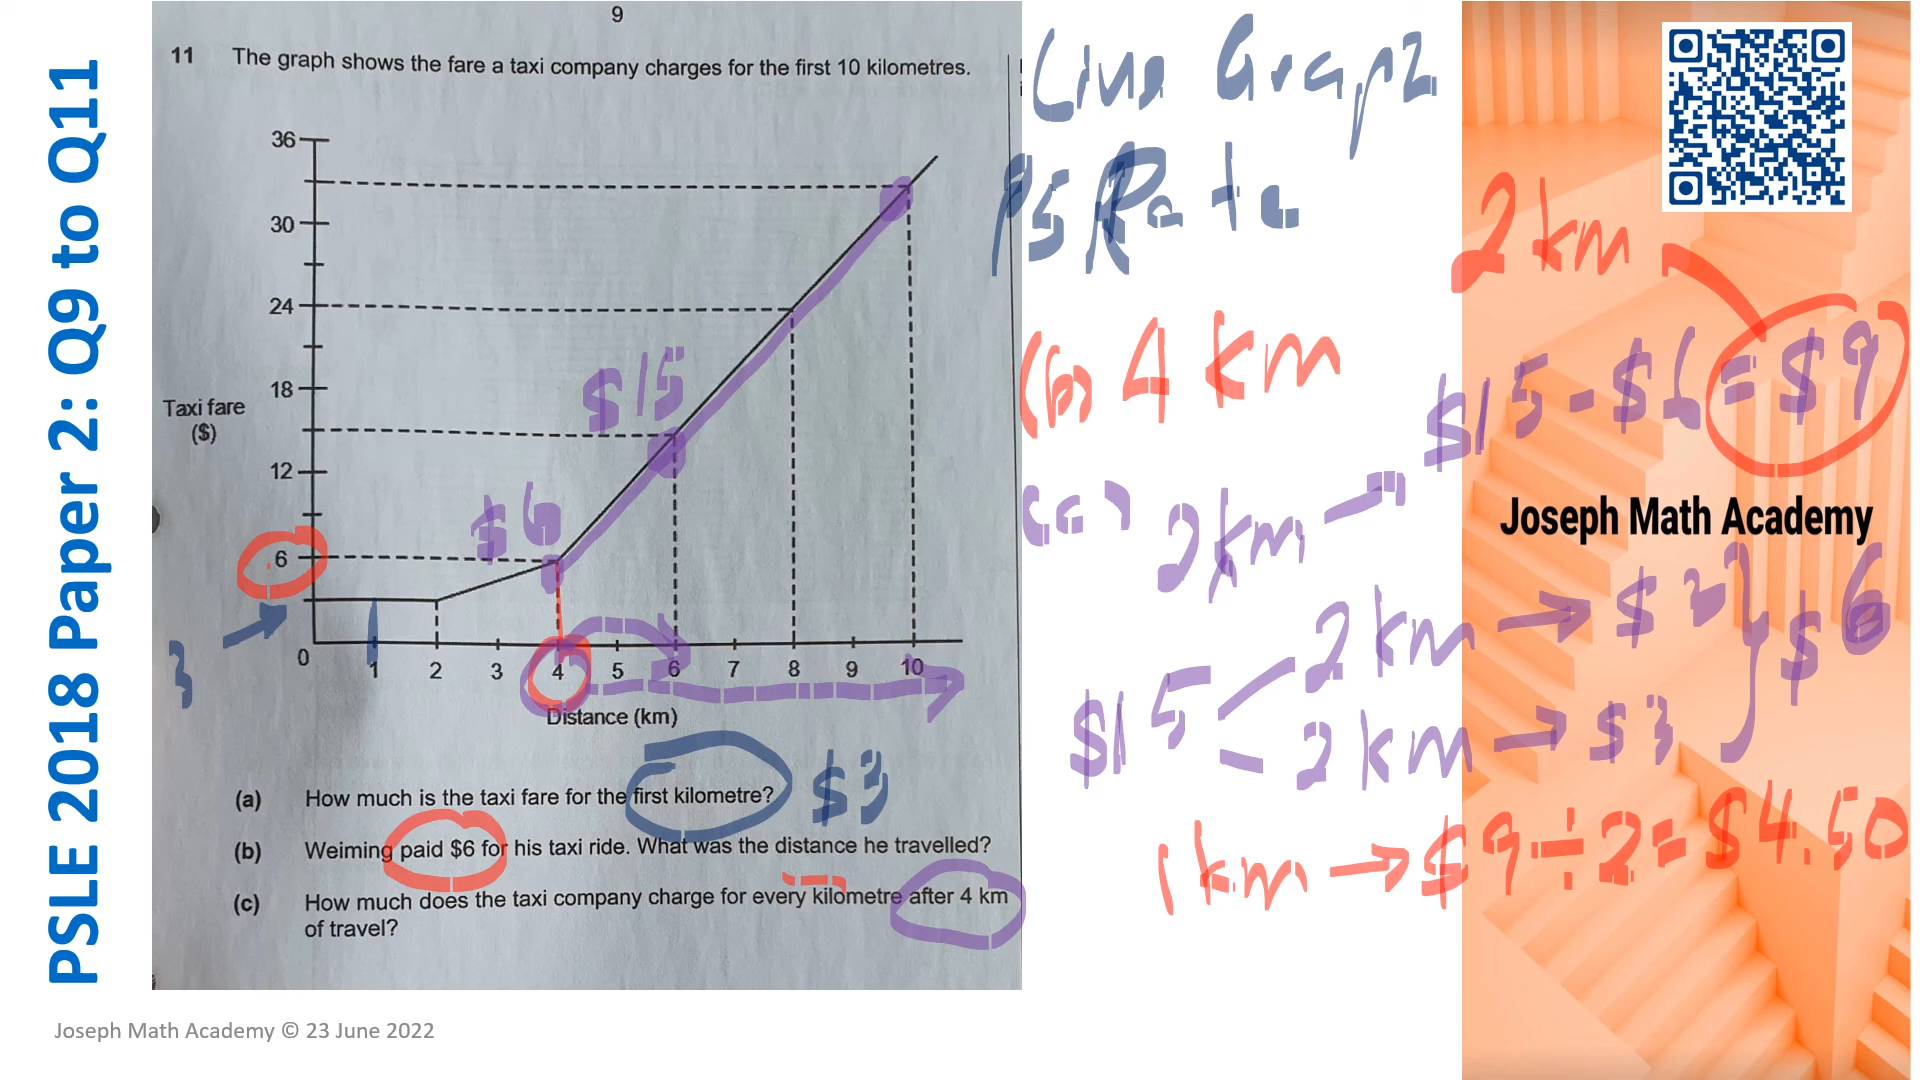 PSLE 2018 Paper 2: Q9 to Q11
9
11 The graph shows the fare a taxi company charges for the first 10 kilometres.
36
30
24
18
12
6
Taxi fare
($)
0 1 2 3 4 5 6 7 8 9 10
Distance (km)
$15
$6
3
(a) How much is the taxi fare for the first kilometre? $3
(b) Weiming paid $6 for his taxi ride. What was the distance he travelled?
(c) How much does the taxi company charge for every kilometre after 4 km
of travel?
Line Graph
Rate
2 km
(b) 4 km
$15 - $6 = $9
(c) 2km →
Joseph Math Academy
2 km → $
$15 $6
2 km → $3
1 km → $9 ÷ 2 = $4.50
Joseph Math Academy © 23 June 2022